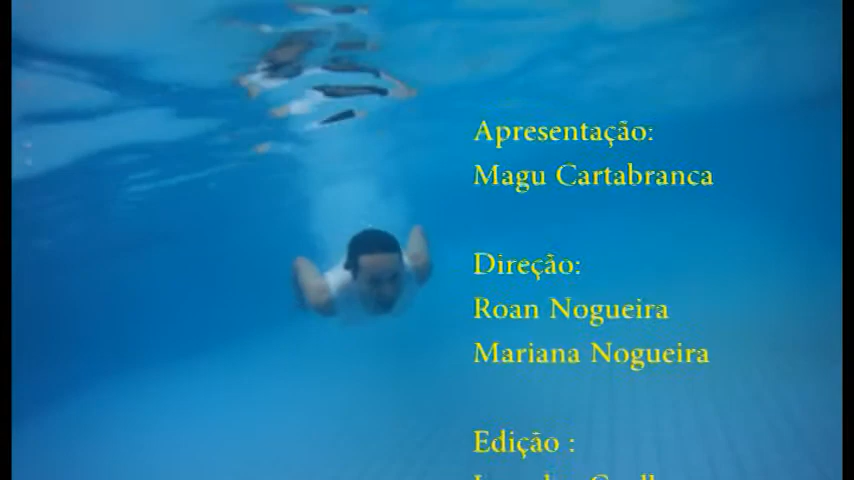 Apresentação:
Magu Cartabranca
Direção:
Roan Nogueira
Mariana Nogueira
Edição :